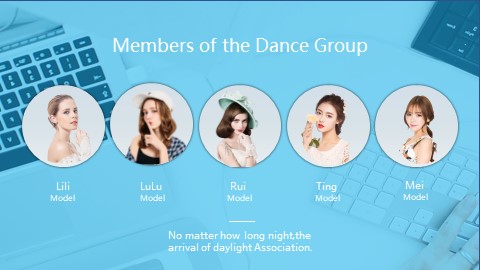 Members of the Dance Group
Lili
Model
LuLu
Model
Rui
Model
Ting
Model
Mei
Model
No matter how long night,the
arrival of daylight Association.